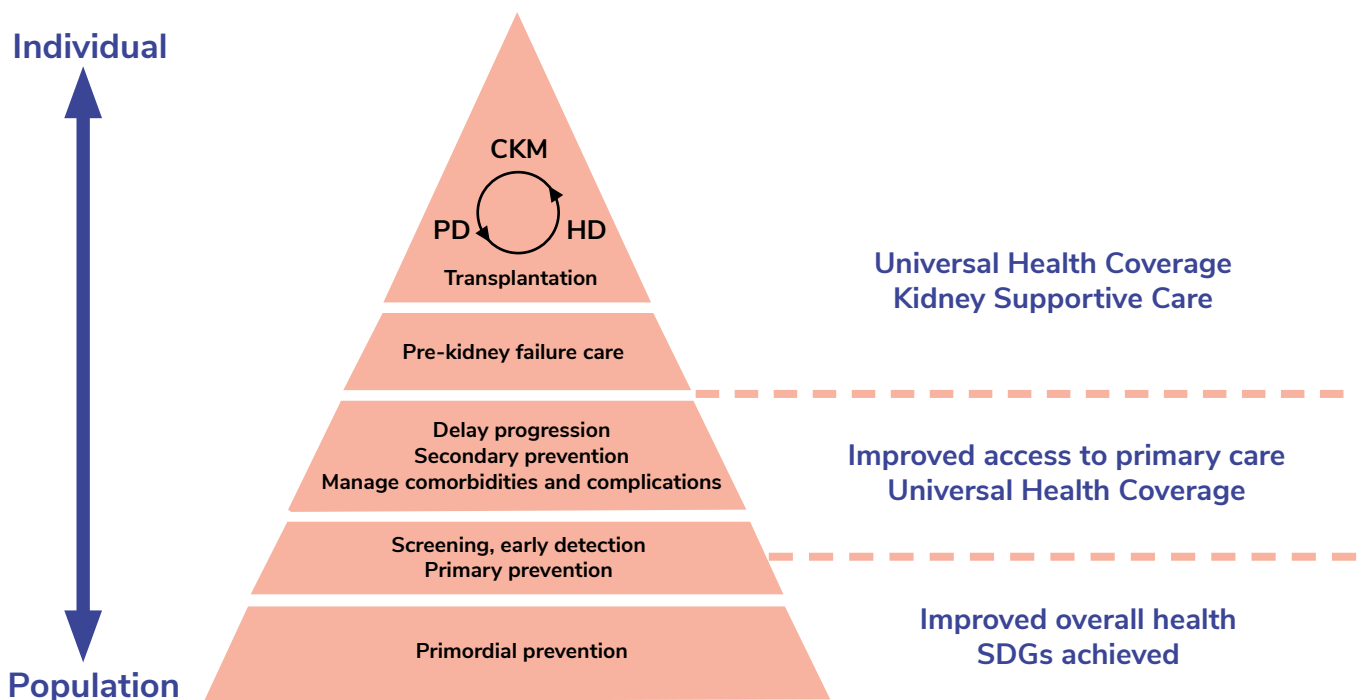 Individual
CKM
PD
HD
Transplantation
Pre-kidney failure care
Delay progression
Secondary prevention
Manage comorbidities and complications
Screening, early detection
Primary prevention
Primordial prevention
Population
Universal Health Coverage
Kidney Supportive Care
Improved access to primary care
Universal Health Coverage
Improved overall health
SDGs achieved